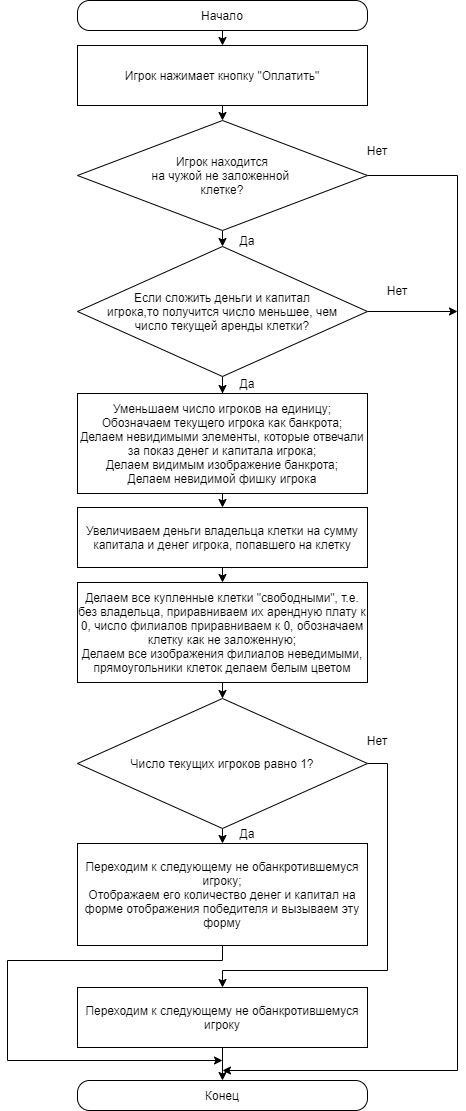 Начало
Игрок нажимает кнопку "Оплатить"
Игрок находится
на чужой не заложенной
клетке?
Нет
Да
Если сложить деньги и капитал
игрока,то получится число меньшее, чем
число текущей аренды клетки?
Нет
Да
Уменьшаем число игроков на единицу;
Обозначаем текущего игрока как банкрота;
Делаем невидимыми элементы, которые отвечали
за показ денег и капитала игрока;
Делаем видимым изображение банкрота;
Делаем невидимой фишку игрока
Увеличиваем деньги владельца клетки на сумму
капитала и денег игрока, попавшего на клетку
Делаем все купленные клетки "свободными", т.е.
без владельца, приравниваем их арендную плату к
0, число филиалов приравниваем к 0, обозначаем
клетку как не заложенную;
Делаем все изображения филиалов неведимыми,
прямоугольники клеток делаем белым цветом
Число текущих игроков равно 1?
Нет
Да
Переходим к следующему не обанкротившемуся
игроку;
Отображаем его количество денег и капитал на
форме отображения победителя и вызываем эту
форму
Переходим к следующему не обанкротившемуся
игроку
Конец